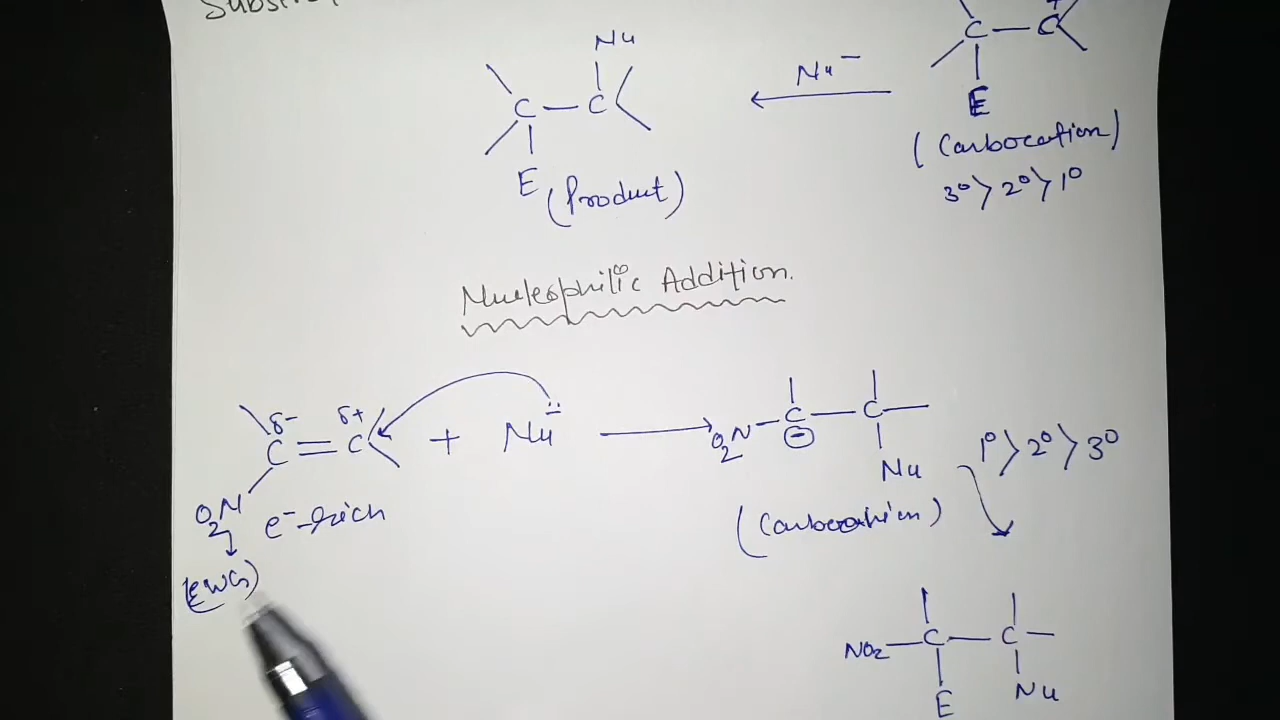 Nu
C — C
E
(Product)
Nu⁻
C — C+
E
(Carbocation)
3° > 2° > 1°
Nucleophilic Addition.
δ- δ+
C = C + Nu
O2N
e⁻-rich
(EWG)
O2N — C — C
Nu
1° > 2° > 3°
NO2 — C — C
E Nu